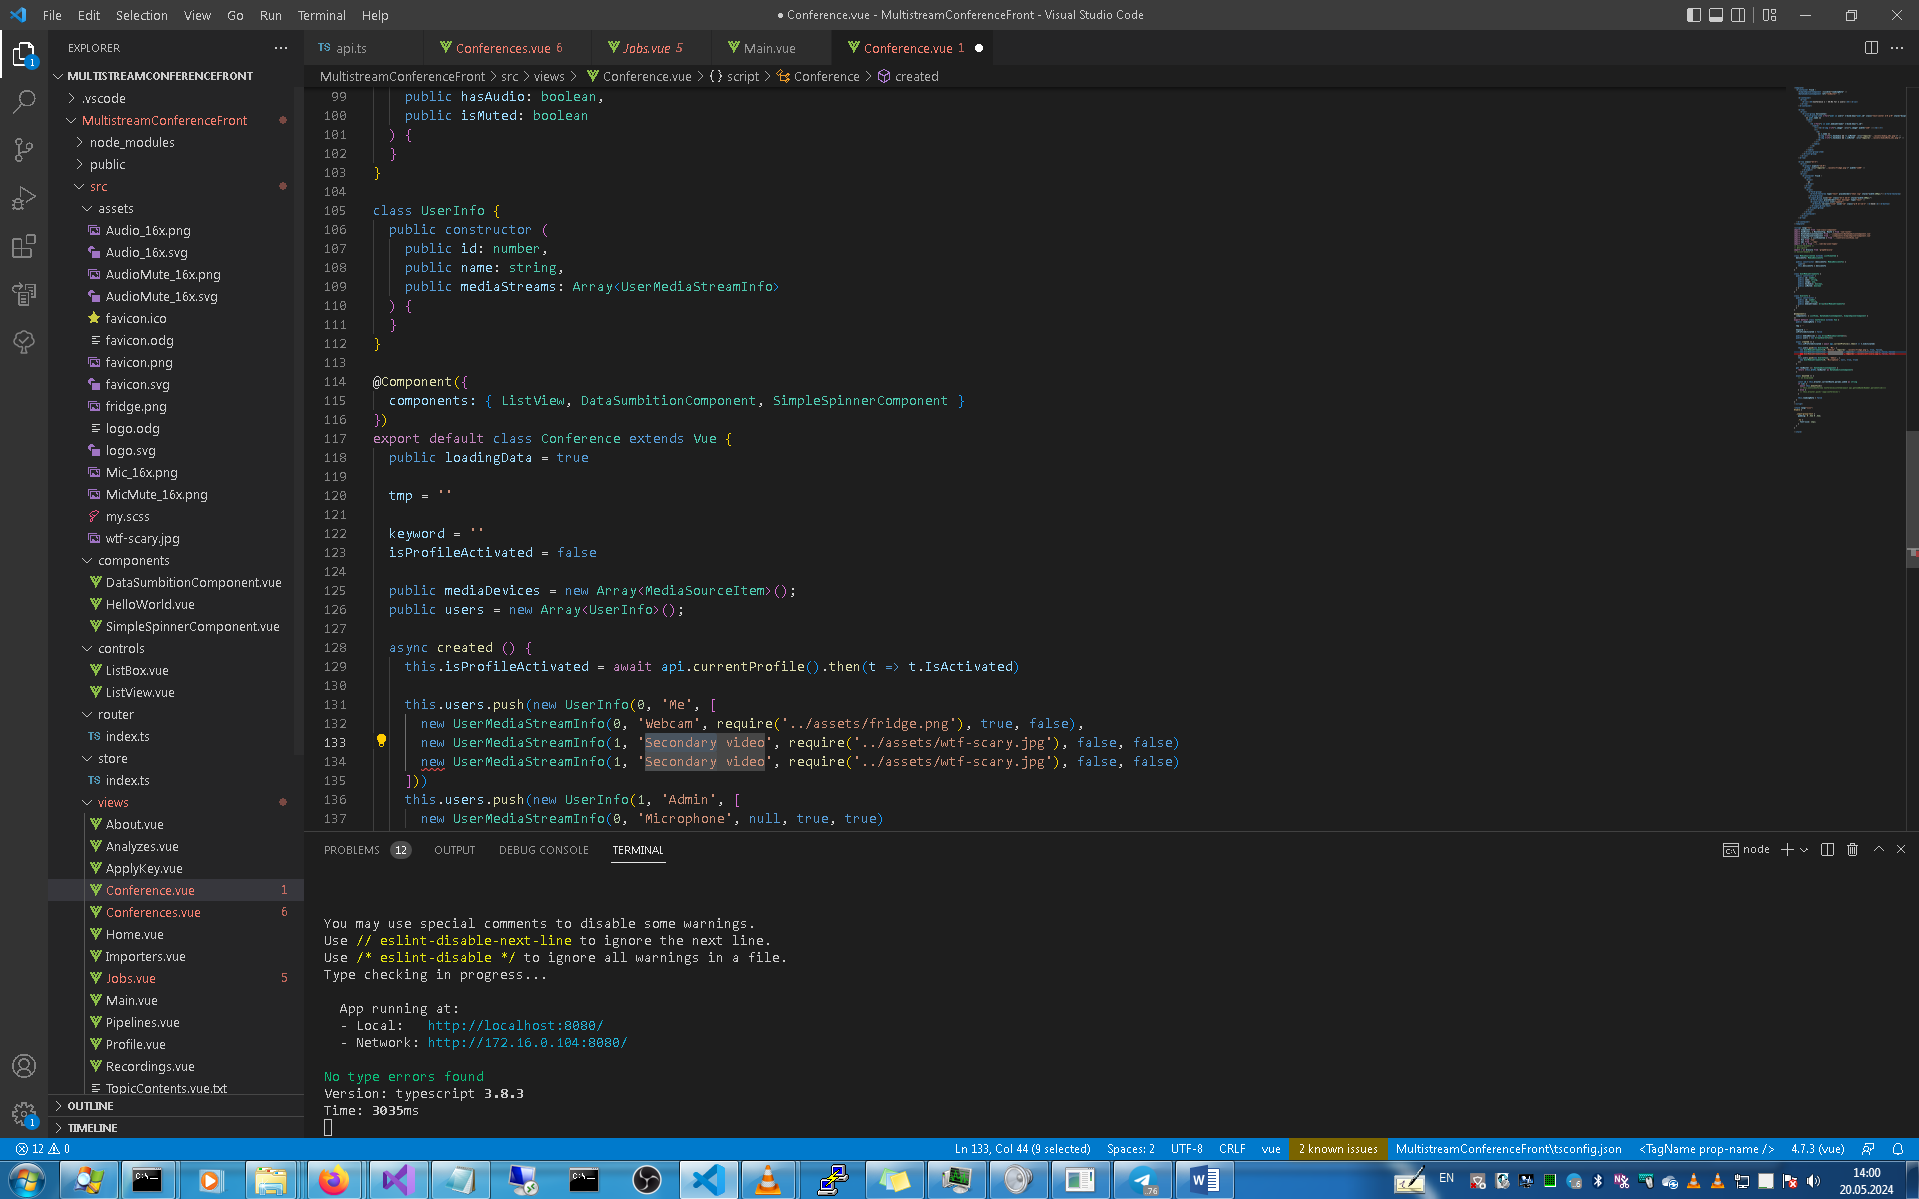 File Edit Selection View Go Run Terminal Help
● Conference.vue - MultistreamConferenceFront - Visual Studio Code
EXPLORER
TS api.ts
Conferences.vue 6
Jobs.vue 5
Main.vue
Conference.vue 1
MultistreamConferenceFront > src > views > Conference.vue > {} script > Conference > created
1
MULTISTREAMCONFERENCEFRONT
.vscode
MultistreamConferenceFront
node_modules
public
src
assets
Audio_16x.png
Audio_16x.svg
AudioMute_16x.png
AudioMute_16x.svg
favicon.ico
favicon.odg
favicon.png
favicon.svg
fridge.png
logo.odg
logo.svg
Mic_16x.png
MicMute_16x.png
my.scss
wtf-scary.jpg
components
DataSumbitionComponent.vue
HelloWorld.vue
SimpleSpinnerComponent.vue
controls
ListBox.vue
ListView.vue
router
TS index.ts
store
TS index.ts
views
About.vue
Analyzes.vue
ApplyKey.vue
Conference.vue 1
Conferences.vue 6
Home.vue
Importers.vue
Jobs.vue 5
Main.vue
Pipelines.vue
Profile.vue
Recordings.vue
TopicContents.vue.txt
OUTLINE
TIMELINE
1
99 public hasAudio: boolean,
100 public isMuted: boolean
101 ) {
102 }
103 }
104
105 class UserInfo {
106 public constructor (
107 public id: number,
108 public name: string,
109 public mediaStreams: Array<UserMediaStreamInfo>
110 ) {
111 }
112 }
113
114 @Component({
115 components: { ListView, DataSumbitionComponent, SimpleSpinnerComponent }
116 })
117 export default class Conference extends Vue {
118 public loadingData = true
119
120 tmp = ''
121
122 keyword = ''
123 isProfileActivated = false
124
125 public mediaDevices = new Array<MediaSourceItem>();
126 public users = new Array<UserInfo>();
127
128 async created () {
129 this.isProfileActivated = await api.currentProfile().then(t => t.IsActivated)
130
131 this.users.push(new UserInfo(0, 'Me', [
132 new UserMediaStreamInfo(0, 'Webcam', require('../assets/fridge.png'), true, false),
133 new UserMediaStreamInfo(1, 'Secondary video', require('../assets/wtf-scary.jpg'), false, false)
134 new UserMediaStreamInfo(1, 'Secondary video', require('../assets/wtf-scary.jpg'), false, false)
135 ]))
136 this.users.push(new UserInfo(1, 'Admin', [
137 new UserMediaStreamInfo(0, 'Microphone', null, true, true)
PROBLEMS 12 OUTPUT DEBUG CONSOLE TERMINAL
node
You may use special comments to disable some warnings.
Use // eslint-disable-next-line to ignore the next line.
Use /* eslint-disable */ to ignore all warnings in a file.
Type checking in progress...
App running at:
- Local: http://localhost:8080/
- Network: http://172.16.0.104:8080/
No type errors found
Version: typescript 3.8.3
Time: 3035ms
12 0
Ln 133, Col 44 (9 selected) Spaces: 2 UTF-8 CRLF vue 2 known issues MultistreamConferenceFront\tsconfig.json <TagName prop-name /> 4.7.3 (vue)
76
EN
14:00
20.05.2024